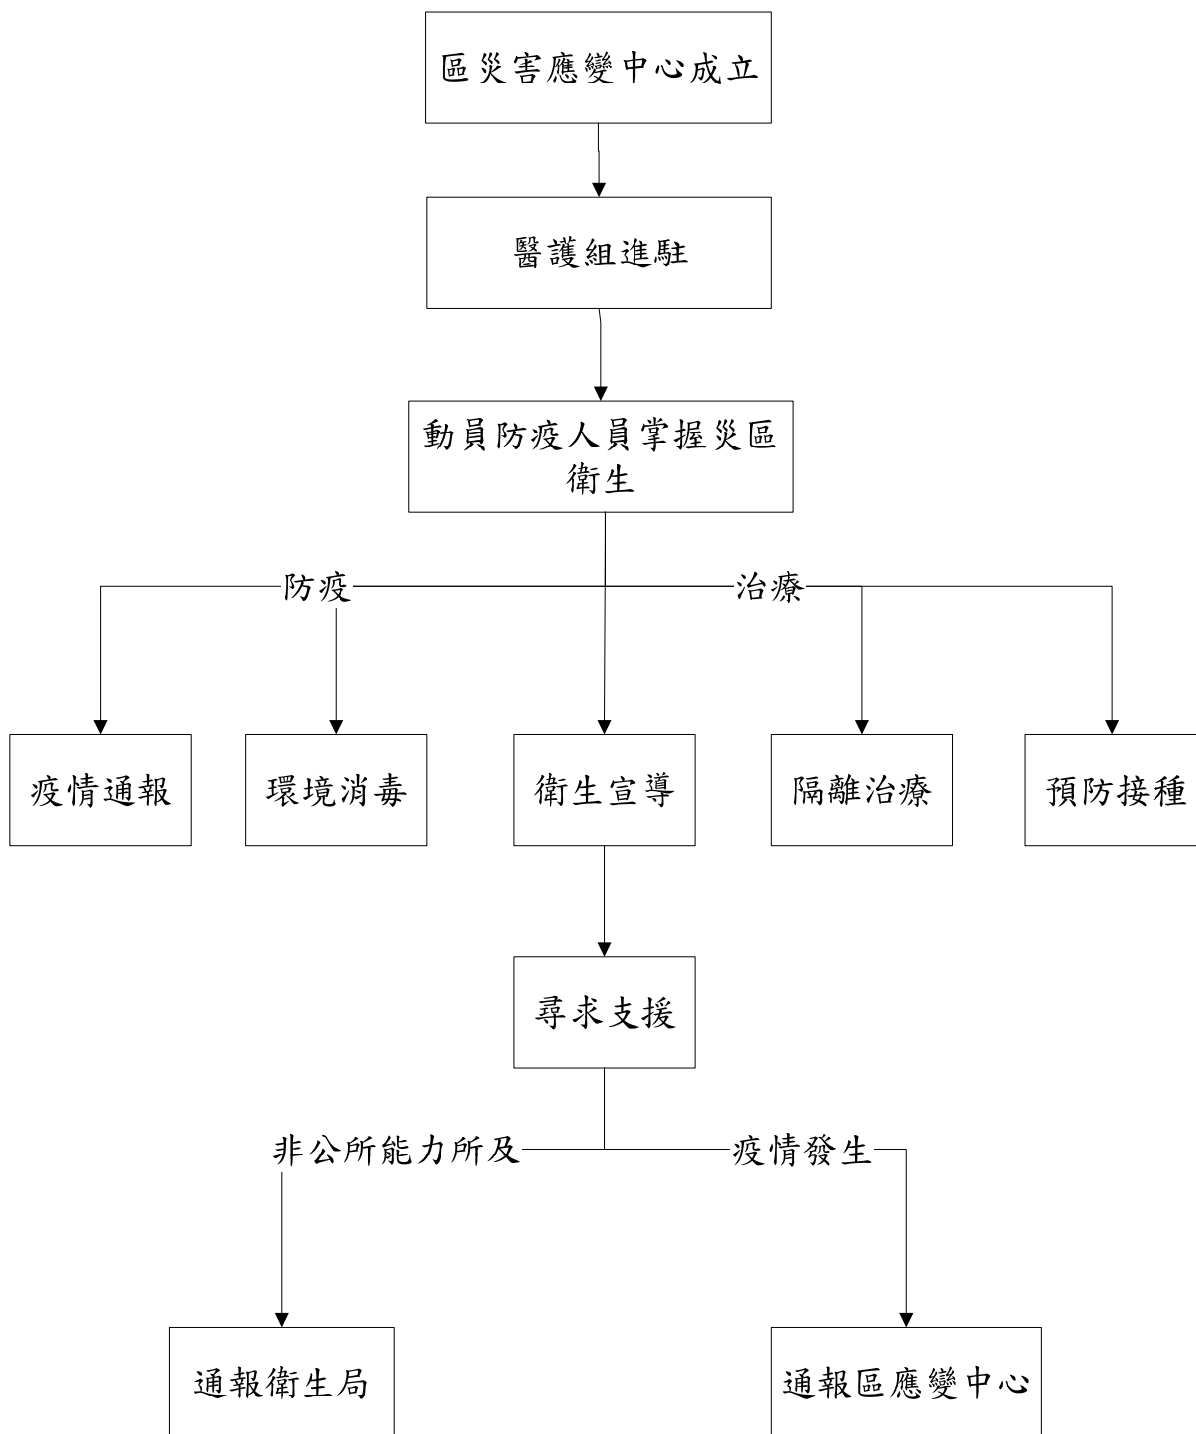 區災害應變中心成立
醫護組進駐
動員防疫人員掌握災區
衛生
防疫
治療
疫情通報
環境消毒
衛生宣導
隔離治療
預防接種
尋求支援
非公所能力所及
疫情發生
通報衛生局
通報區應變中心